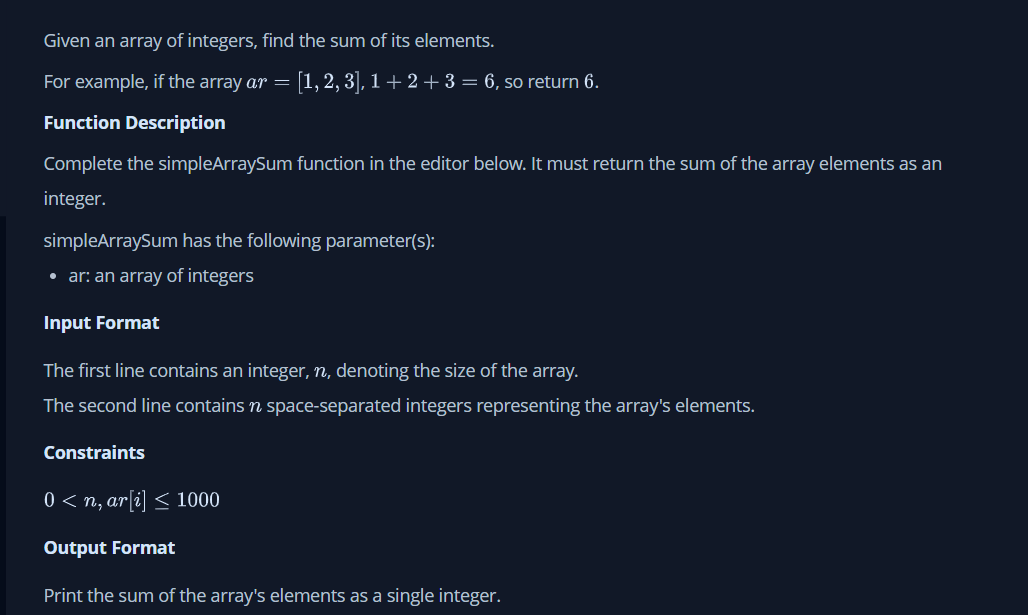 Given an array of integers, find the sum of its elements.
For example, if the array ar = [1, 2, 3], 1 + 2 + 3 = 6, so return 6.
Function Description
Complete the simpleArraySum function in the editor below. It must return the sum of the array elements as an
integer.
simpleArraySum has the following parameter(s):
• ar: an array of integers
Input Format
The first line contains an integer, n, denoting the size of the array.
The second line contains n space-separated integers representing the array's elements.
Constraints
0 < n, ar[i] ≤ 1000
Output Format
Print the sum of the array's elements as a single integer.